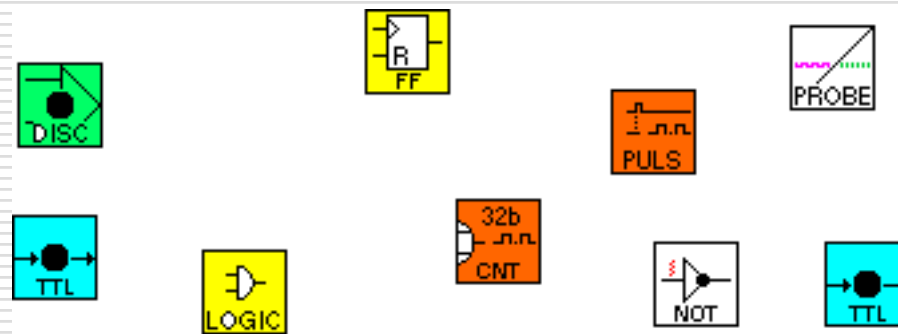 R
FF
PROBE
DISC
PULS
32b
CNT
TTL
LOGIC
NOT
TTL